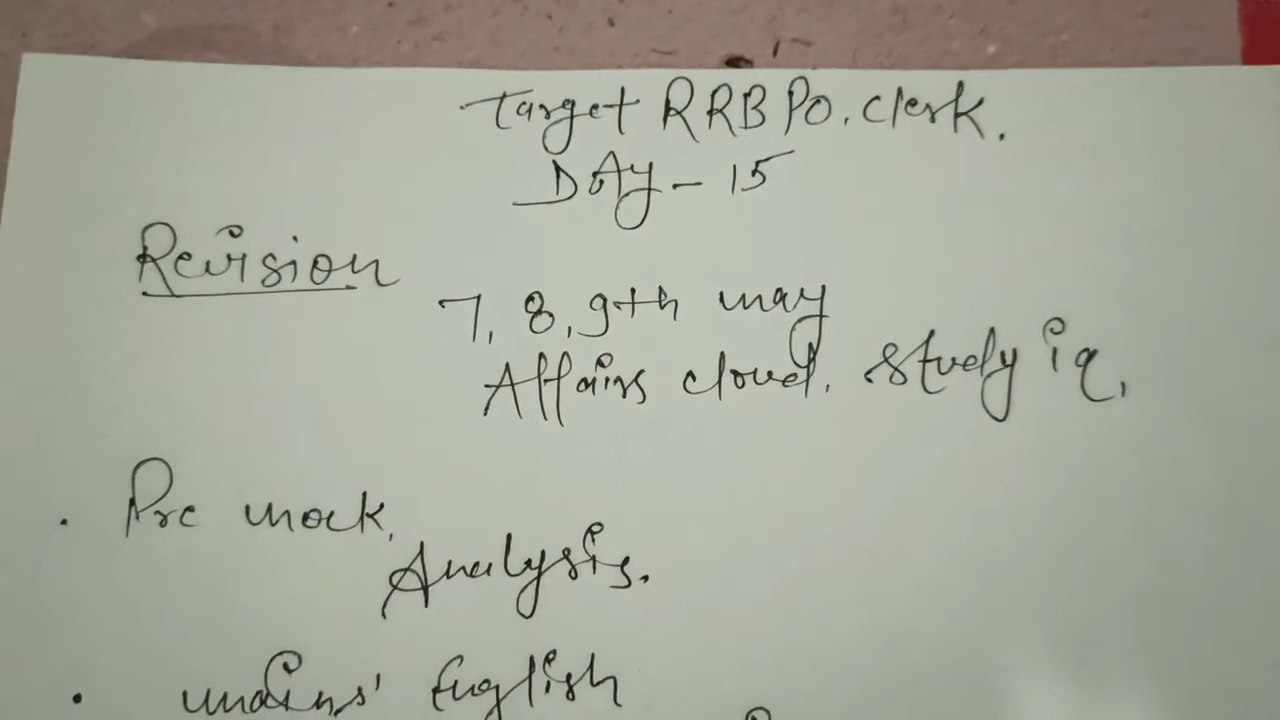 Target RRB PO. Clerk.
DAY - 15
Revision
7, 8, 9th may
Affairs cloud, study iq,
. Pre mock,
Analysis.
. mains' English